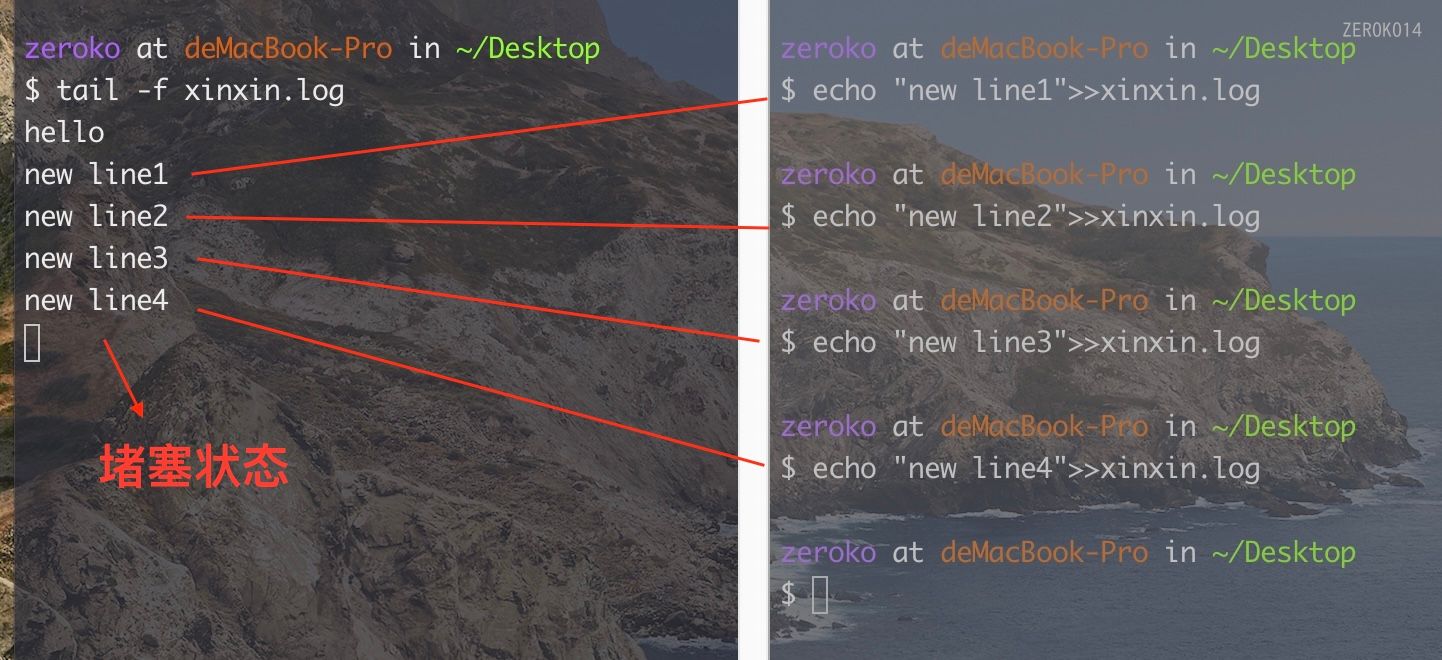 zeroko at deMacBook-Pro in ~/Desktop
$ tail -f xinxin.log
hello
new line1
new line2
new line3
new line4
堵塞状态
ZEROKO14
zeroko at deMacBook-Pro in ~/Desktop
$ echo "new line1">>xinxin.log
zeroko at deMacBook-Pro in ~/Desktop
$ echo "new line2">>xinxin.log
zeroko at deMacBook-Pro in ~/Desktop
$ echo "new line3">>xinxin.log
zeroko at deMacBook-Pro in ~/Desktop
$ echo "new line4">>xinxin.log
zeroko at deMacBook-Pro in ~/Desktop
$